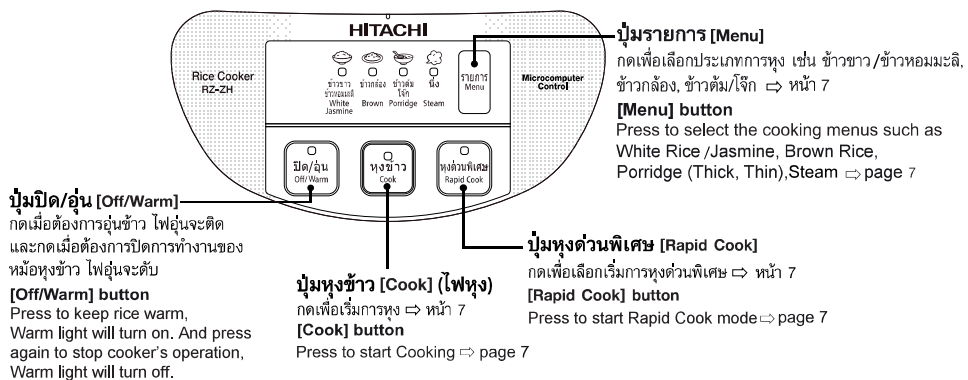 HITACHI
Rice Cooker
RZ-ZH
ข้าวขาว
ข้าวหอมมะลิ
White
Jasmine
ข้าวกล้อง
Brown
ข้าวต้ม
โจ๊ก
Porridge
นึ่ง
Steam
รายการ
Menu
Microcomputer
Control
ปิด/อุ่น
Off/Warm
หุงข้าว
Cook
หุงด่วนพิเศษ
Rapid Cook
ปุ่มรายการ [Menu]
กดเพื่อเลือกประเภทการหุง เช่น ข้าวขาว/ข้าวหอมมะลิ,
ข้าวกล้อง, ข้าวต้ม/โจ๊ก ⇨ หน้า 7
[Menu] button
Press to select the cooking menus such as
White Rice /Jasmine, Brown Rice,
Porridge (Thick, Thin),Steam ⇨ page 7
ปุ่มปิด/อุ่น [Off/Warm]
กดเมื่อต้องการอุ่นข้าว ไฟอุ่นจะติด
และกดเมื่อต้องการปิดการทำงานของ
หม้อหุงข้าว ไฟอุ่นจะดับ
[Off/Warm] button
Press to keep rice warm,
Warm light will turn on. And press
again to stop cooker's operation,
Warm light will turn off.
ปุ่มหุงข้าว [Cook] (ไฟหุง)
กดเพื่อเริ่มการหุง ⇨ หน้า 7
[Cook] button
Press to start Cooking ⇨ page 7
ปุ่มหุงด่วนพิเศษ [Rapid Cook]
กดเพื่อเลือกเริ่มการหุงด่วนพิเศษ ⇨ หน้า 7
[Rapid Cook] button
Press to start Rapid Cook mode ⇨ page 7